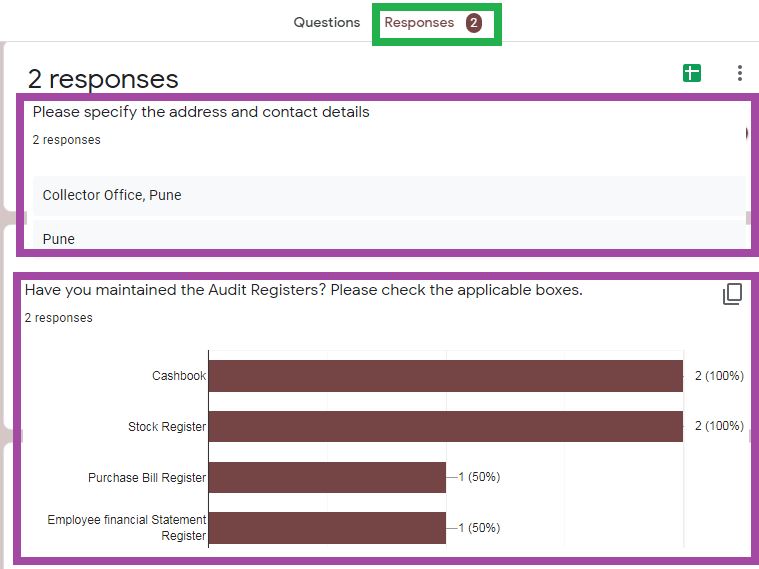 Questions Responses 2
2 responses
Please specify the address and contact details
2 responses
Collector Office, Pune
Pune
Have you maintained the Audit Registers? Please check the applicable boxes.
2 responses
Cashbook 2 (100%)
Stock Register 2 (100%)
Purchase Bill Register 1 (50%)
Employee financial Statement
Register 1 (50%)